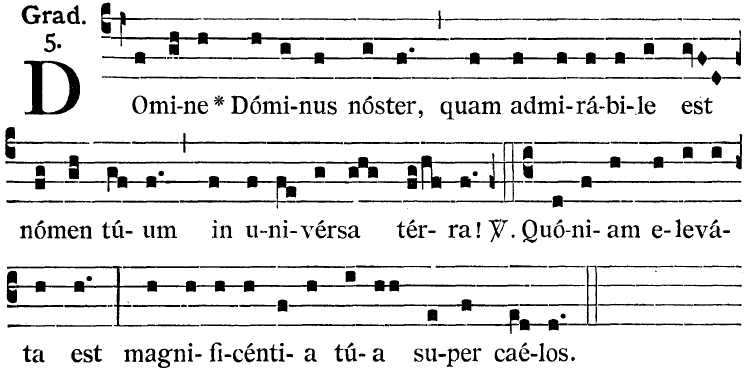 Grad.
5.
DOmi-ne * Dómi-nus nóster, quam admi-rá-bi-le est
nómen tú- um in u-ni-vérsa tér- ra! ℣. Quó-ni- am e-levá-
ta est magni- fi-cénti- a tú-a su-per caé-los.